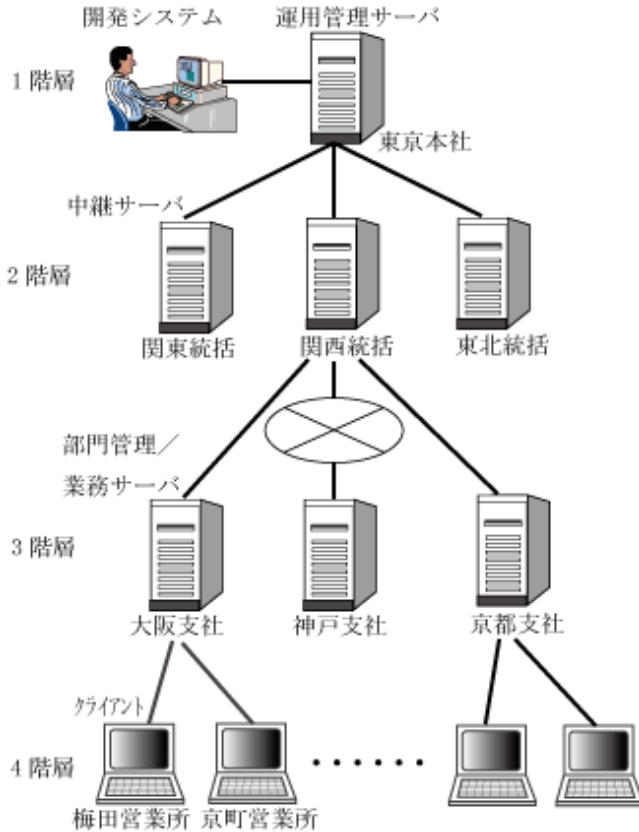 開発システム
運用管理サーバ
1階層
東京本社
中継サーバ
2階層
関東統括
関西統括
東北統括
部門管理／
業務サーバ
3階層
大阪支社
神戸支社
京都支社
クライアント
4階層
梅田営業所
京町営業所